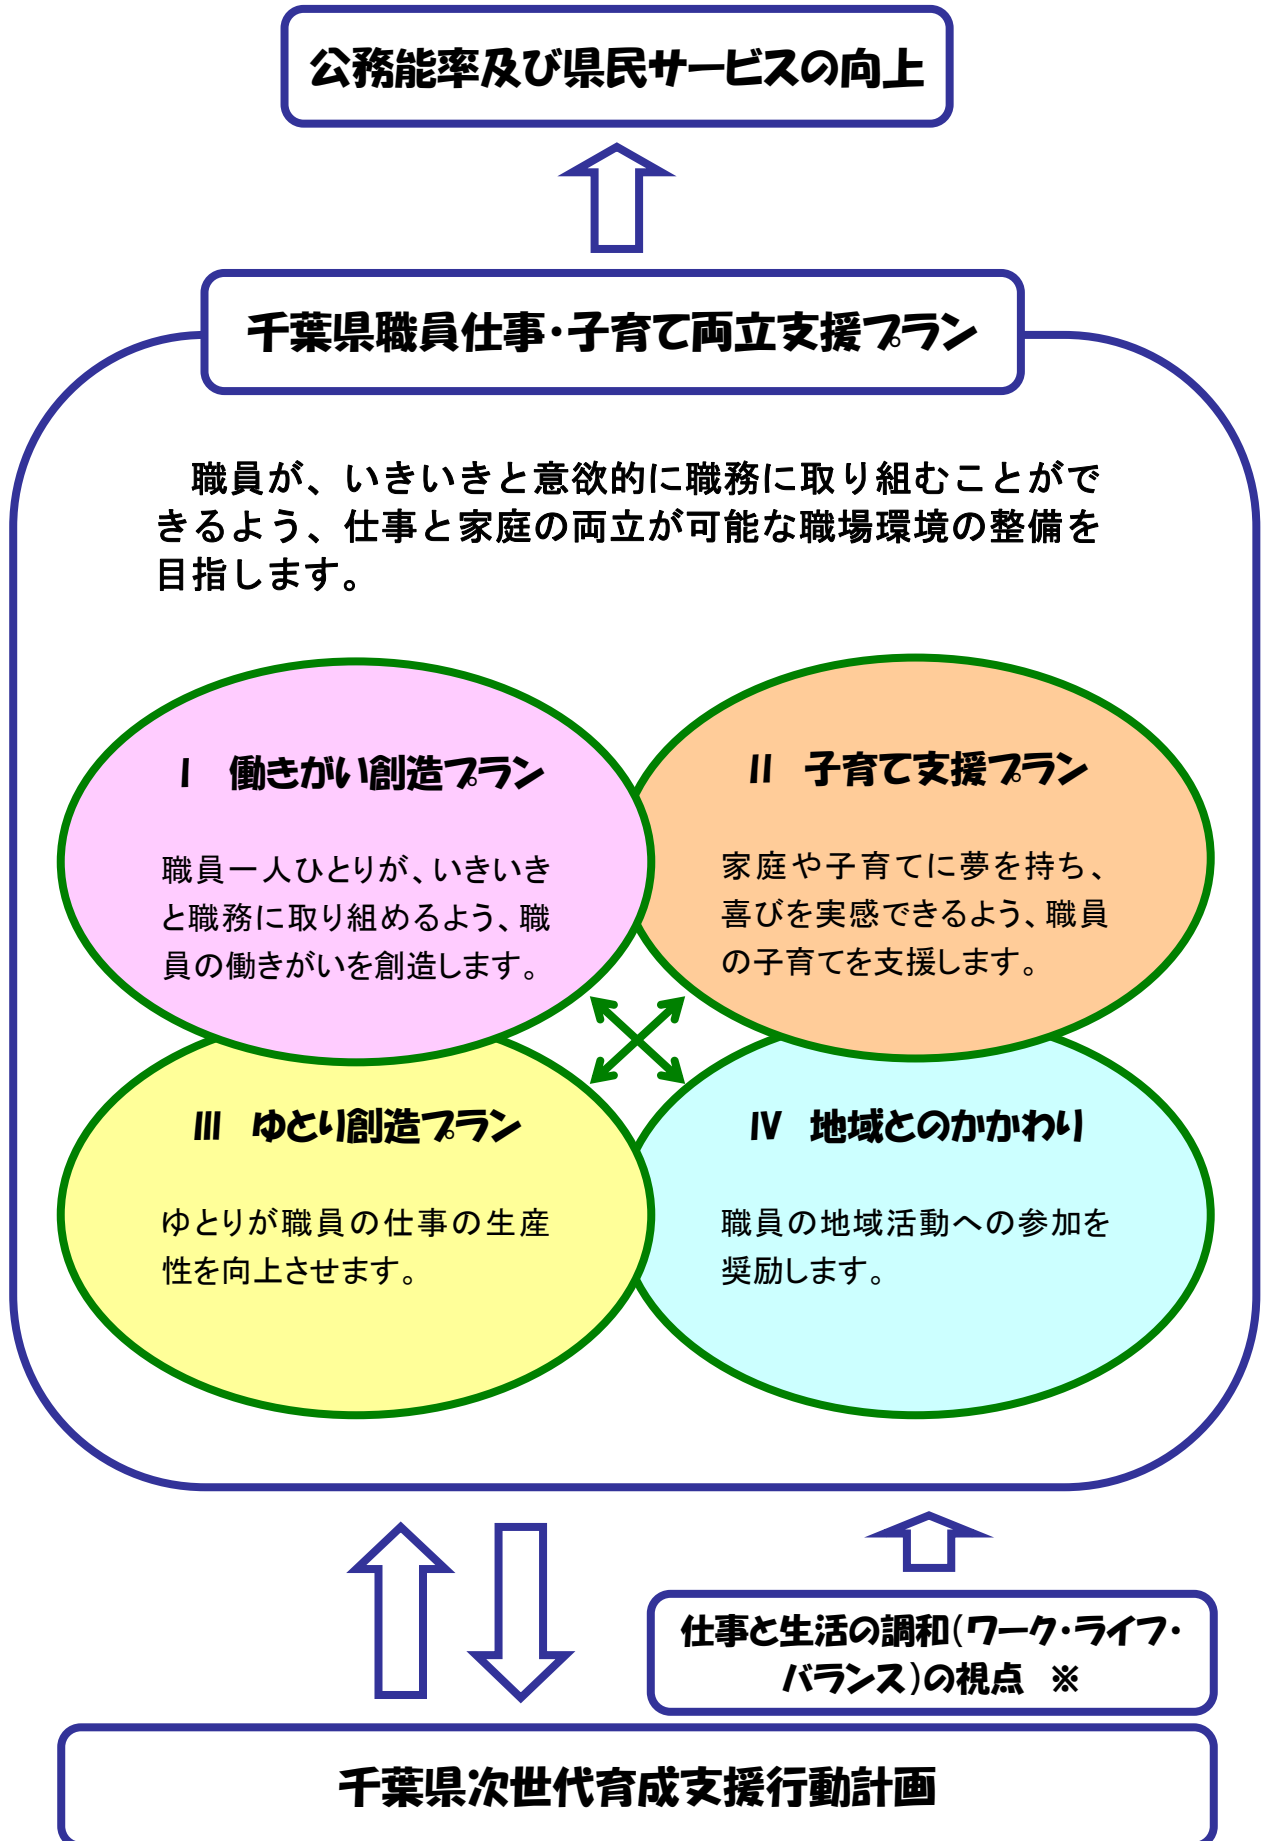 公務能率及び県民サービスの向上
千葉県職員仕事・子育て両立支援プラン
職員が、いきいきと意欲的に職務に取り組むことがで
きるよう、仕事と家庭の両立が可能な職場環境の整備を
目指します。
Ⅰ　働きがい創造プラン
職員一人ひとりが、いきいき
と職務に取り組めるよう、職
員の働きがいを創造します。
Ⅱ　子育て支援プラン
家庭や子育てに夢を持ち、
喜びを実感できるよう、職員
の子育てを支援します。
Ⅲ　ゆとり創造プラン
ゆとりが職員の仕事の生産
性を向上させます。
Ⅳ　地域とのかかわり
職員の地域活動への参加を
奨励します。
仕事と生活の調和（ワーク・ライフ・
バランス）の視点　※
千葉県次世代育成支援行動計画